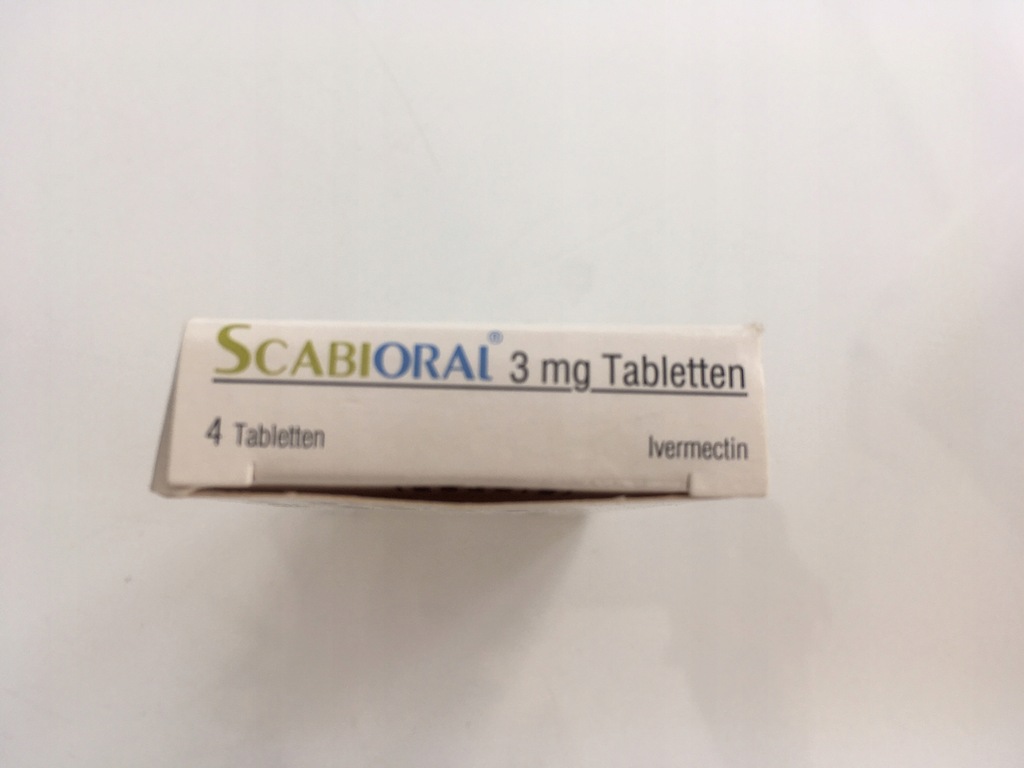 SCABIORAL® 3 mg Tabletten
4 Tabletten Ivermectin